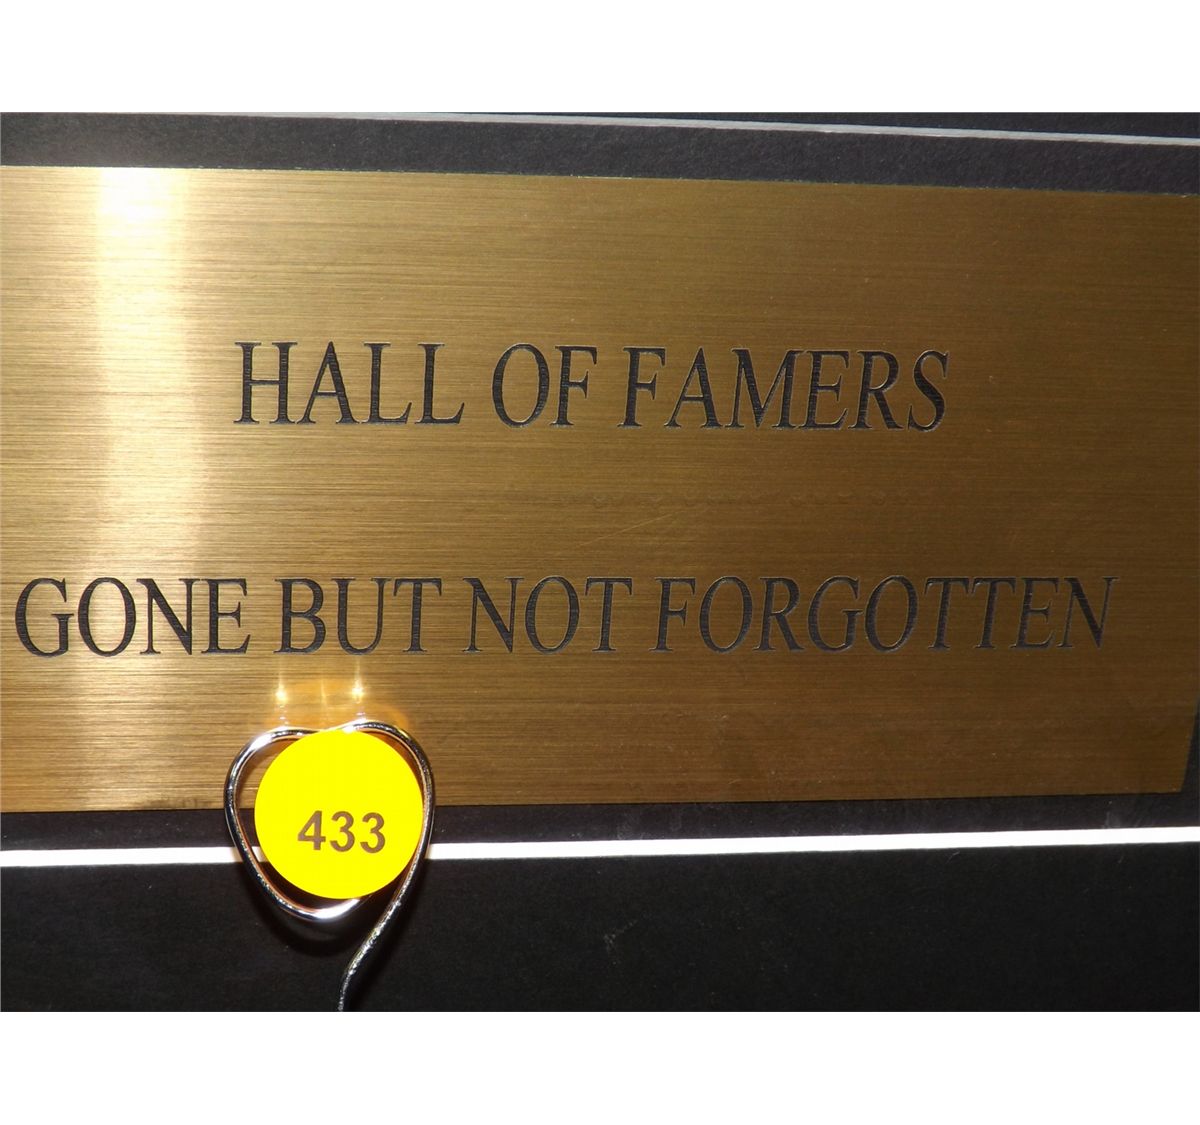 HALL OF FAMERS
GONE BUT NOT FORGOTTEN
433